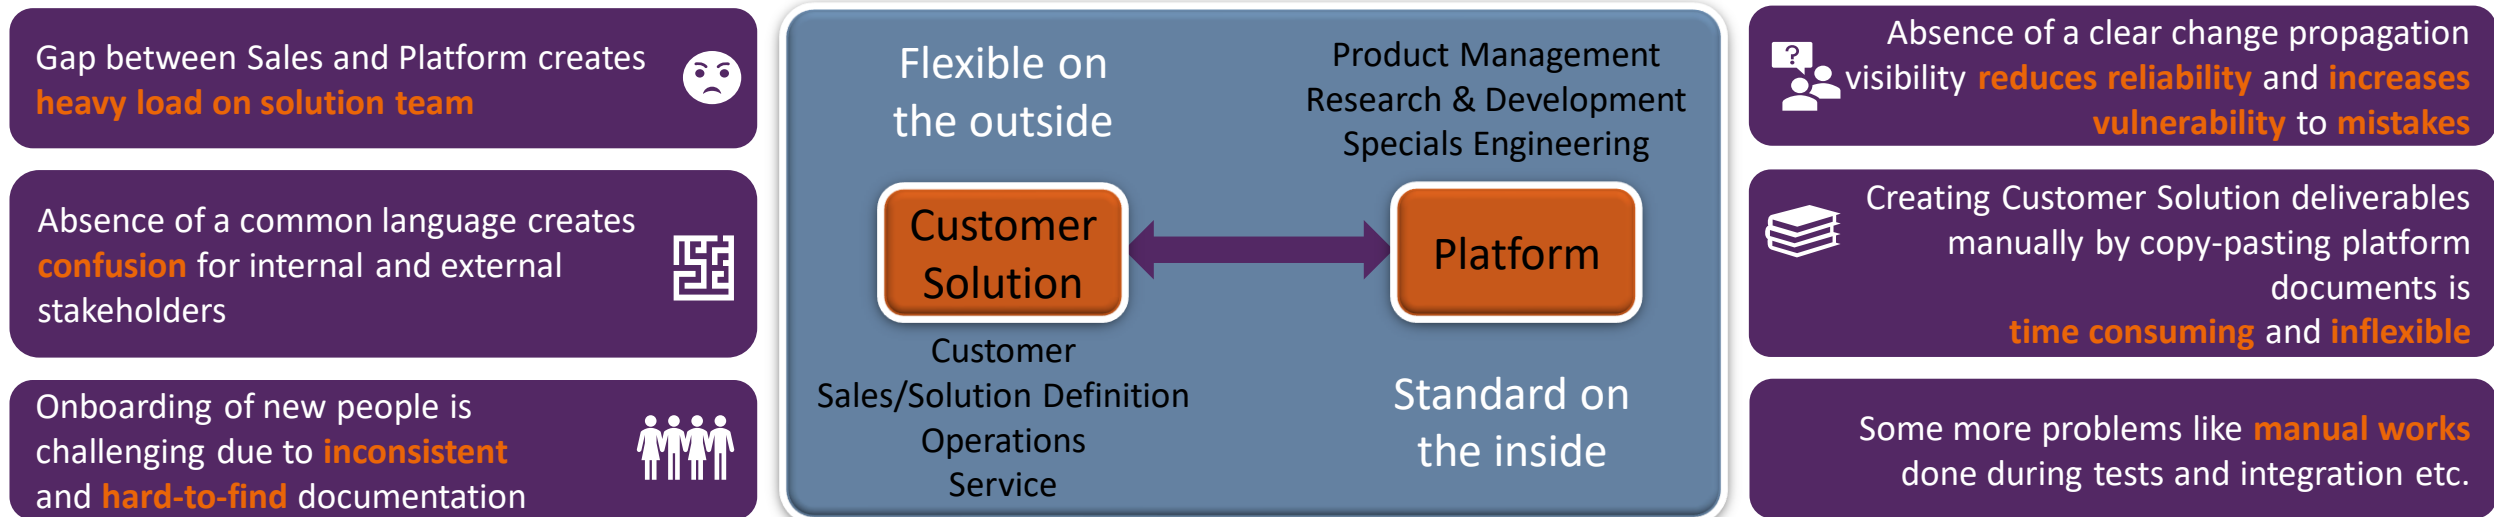 Gap between Sales and Platform creates
heavy load on solution team
Absence of a common language creates
confusion for internal and external
stakeholders
Onboarding of new people is
challenging due to inconsistent
and hard-to-find documentation
Flexible on
the outside
Product Management
Research & Development
Specials Engineering
Customer
Solution
Platform
Customer
Sales/Solution Definition
Operations
Service
Standard on
the inside
?
Absence of a clear change propagation
visibility reduces reliability and increases
vulnerability to mistakes
Creating Customer Solution deliverables
manually by copy-pasting platform
documents is
time consuming and inflexible
Some more problems like manual works
done during tests and integration etc.